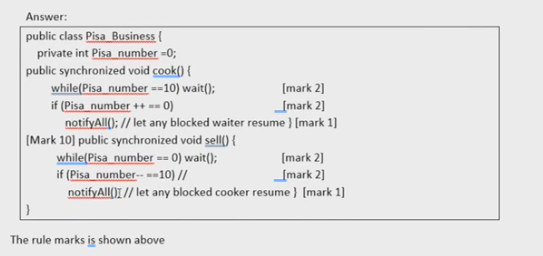 Answer:
public class Pisa_Business {
private int Pisa_number =0;
public synchronized void cook() {
while(Pisa_number ==10) wait(); [mark 2]
if (Pisa_number ++ == 0) [mark 2]
notifyAll(); // let any blocked waiter resume } [mark 1]
[Mark 10] public synchronized void sell() {
while(Pisa_number == 0) wait(); [mark 2]
if (Pisa_number-- ==10) // [mark 2]
notifyAll(); // let any blocked cooker resume } [mark 1]
}
The rule marks is shown above